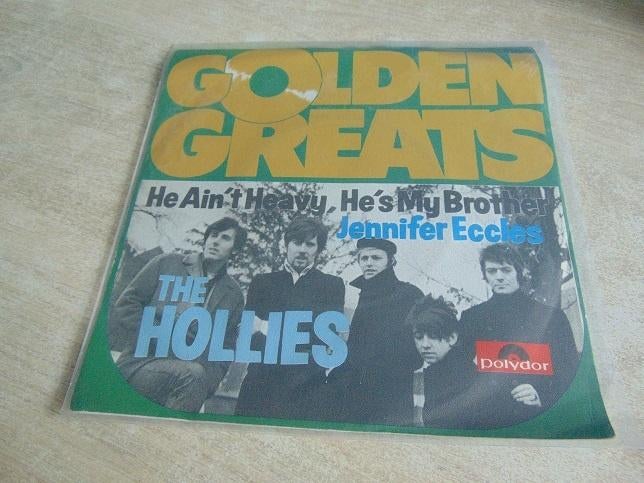 GOLDEN
GREATS
He Ain't Heavy, He's My Brother
Jennifer Eccles
THE
HOLLIES
polydor